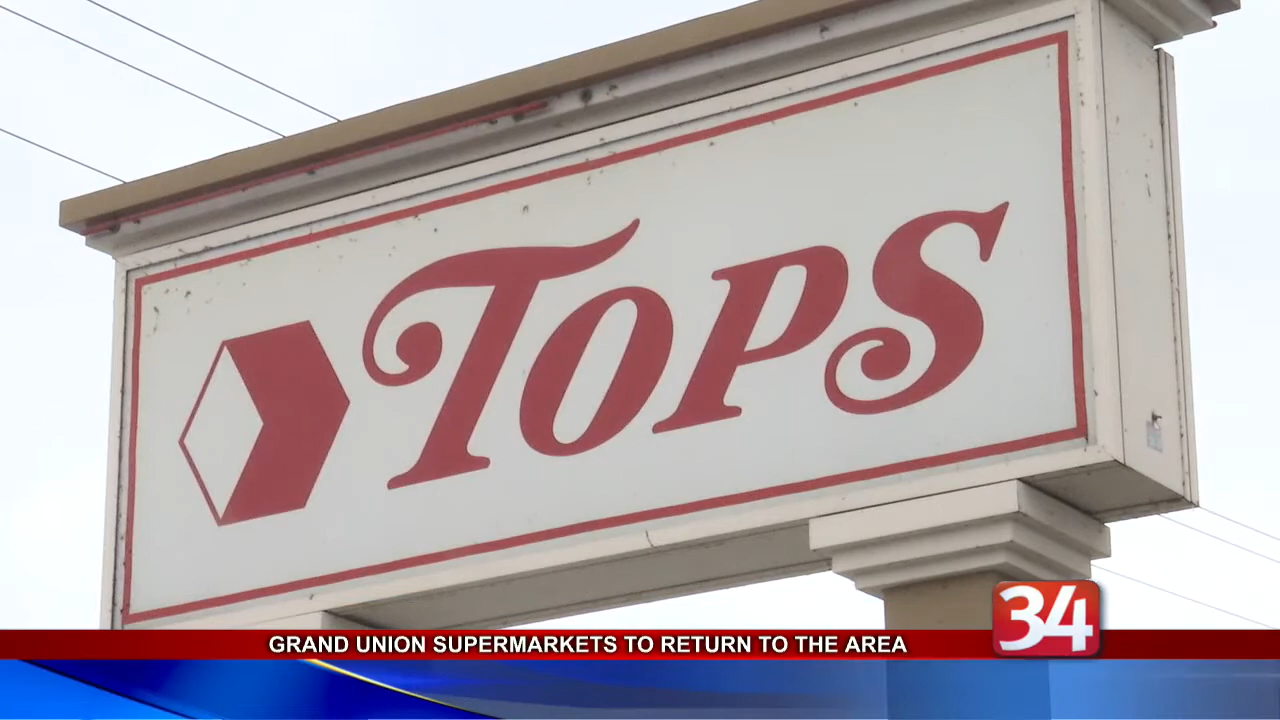 TOPS
GRAND UNION SUPERMARKETS TO RETURN TO THE AREA
34